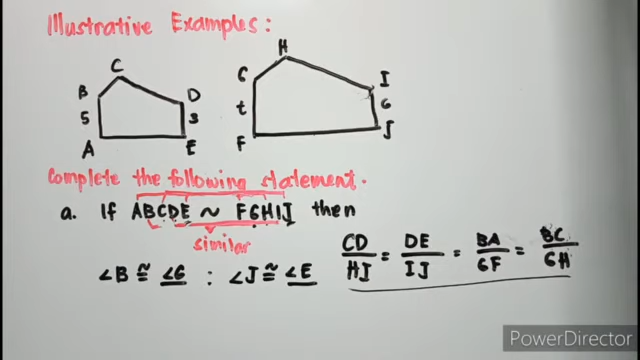 Illustrative Examples:
H
C
G
I
B
D
5
3
t
6
A
E
F
J
Complete the following statement.
a. If ABCDE ~ FGHIJ then
similar
CD/HI = DE/IJ = BA/GF = BC/GH
∠B ≅ ∠G : ∠J ≅ ∠E
PowerDirector